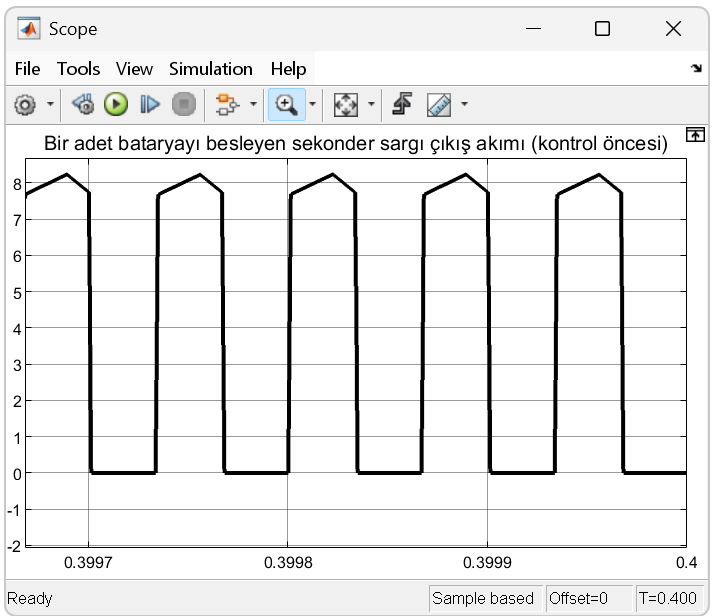 Scope
File Tools View Simulation Help
Bir adet bataryayı besleyen sekonder sargı çıkış akımı (kontrol öncesi)
8
7
6
5
4
3
2
1
0
-1
-2
0.3997 0.3998 0.3999 0.4
Ready Sample based Offset=0 T=0.400